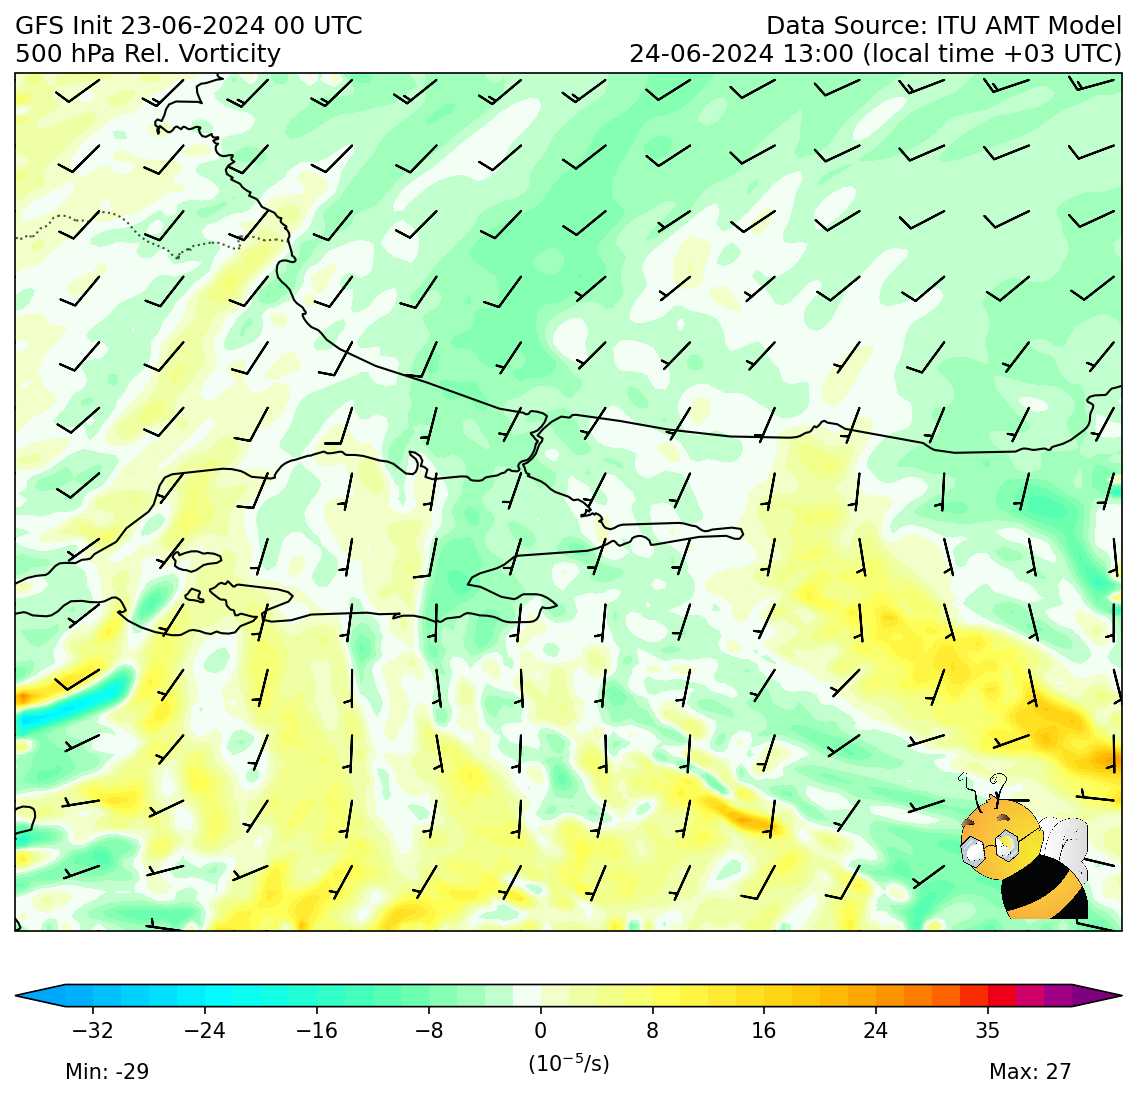 GFS Init 23-06-2024 00 UTC
500 hPa Rel. Vorticity
Data Source: ITU AMT Model
24-06-2024 13:00 (local time +03 UTC)
−32 −24 −16 −8 0 8 16 24 35
(10⁻⁵/s)
Min: -29
Max: 27